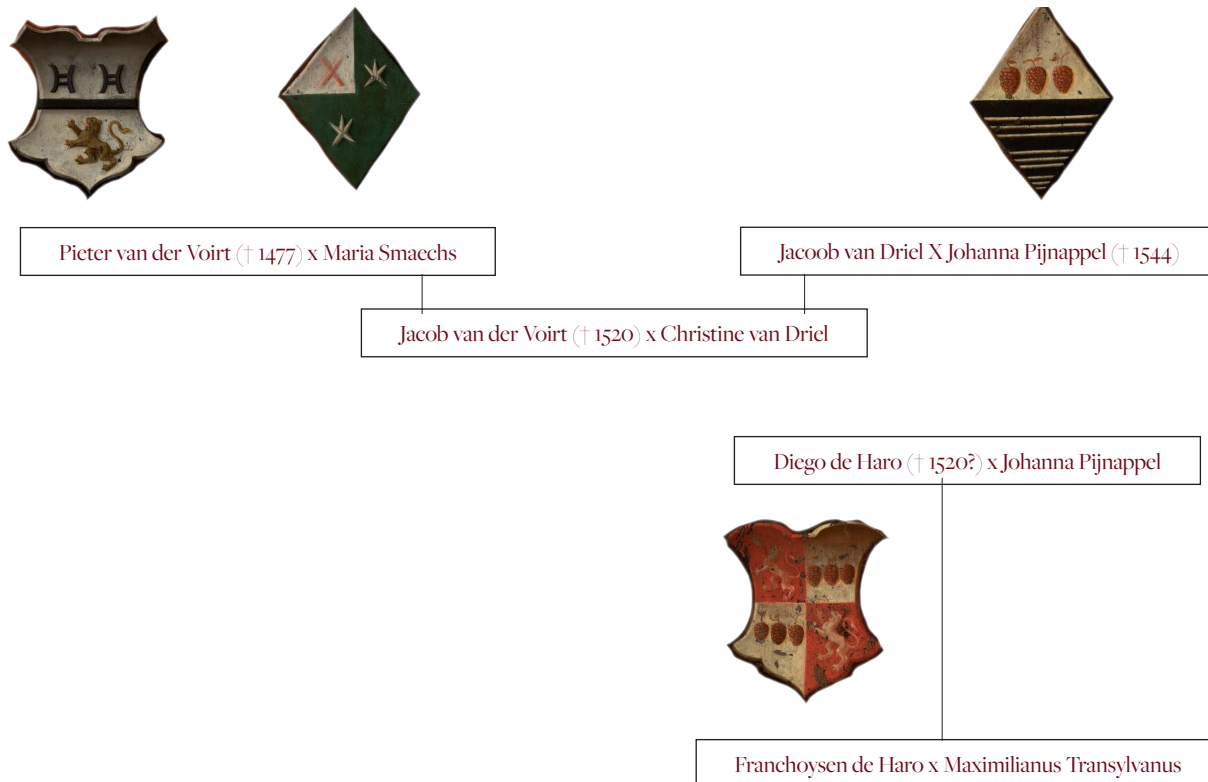 Pieter van der Voirt († 1477) x Maria Smaechs
Jacoob van Driel X Johanna Pijnappel († 1544)
Jacob van der Voirt († 1520) x Christine van Driel
Diego de Haro († 1520?) x Johanna Pijnappel
Franchoysen de Haro x Maximilianus Transylvanus